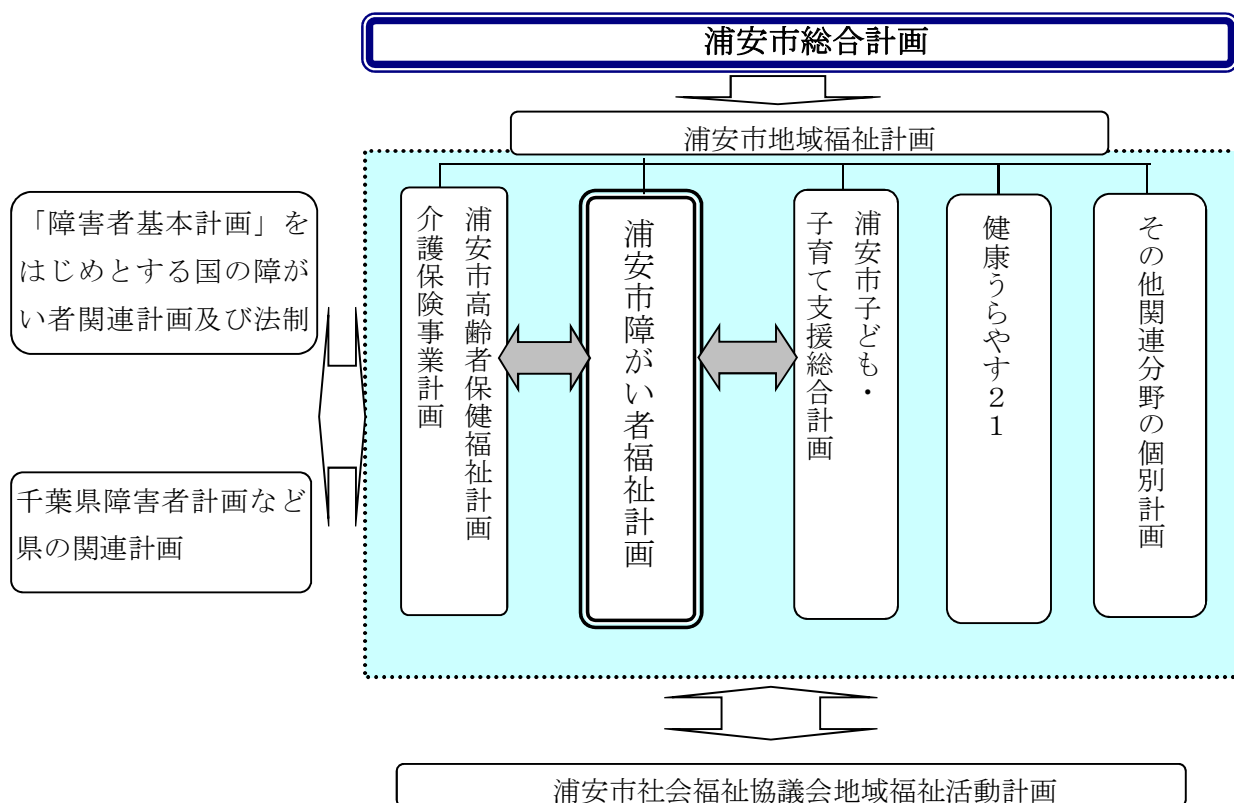 浦安市総合計画
浦安市地域福祉計画
「障害者基本計画」を
はじめとする国の障が
い者関連計画及び法制
千葉県障害者計画など
県の関連計画
浦安市高齢者保健福祉計画
介護保険事業計画
浦安市障がい者福祉計画
浦安市子ども・
子育て支援総合計画
健康うらやす２１
その他関連分野の個別計画
浦安市社会福祉協議会地域福祉活動計画